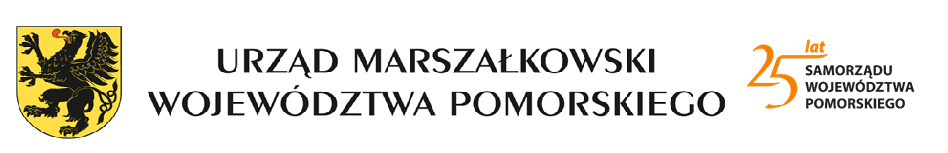 URZĄD MARSZAŁKOWSKI
WOJEWÓDZTWA POMORSKIEGO
25 lat
SAMORZĄDU
WOJEWÓDZTWA
POMORSKIEGO